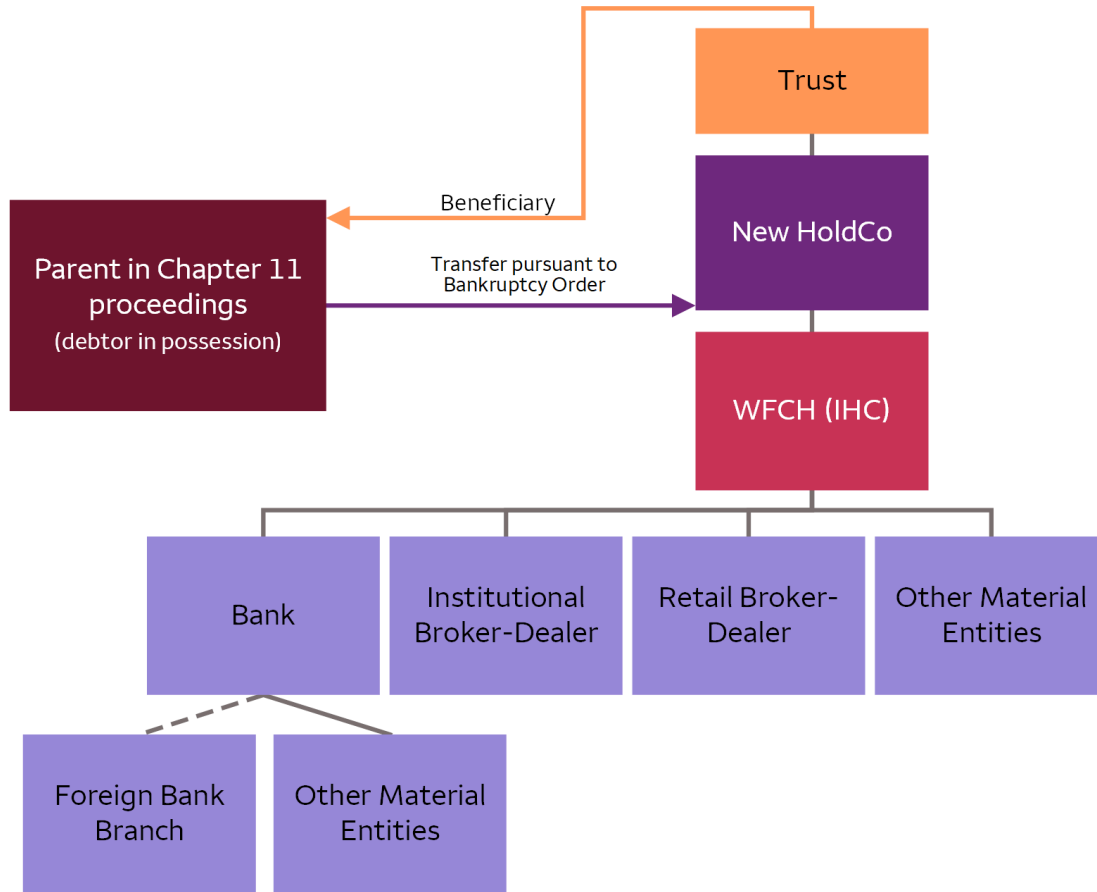 Trust
Beneficiary
New HoldCo
Parent in Chapter 11
proceedings
(debtor in possession)
Transfer pursuant to
Bankruptcy Order
WFCH (IHC)
Bank
Institutional
Broker-Dealer
Retail Broker-
Dealer
Other Material
Entities
Foreign Bank
Branch
Other Material
Entities